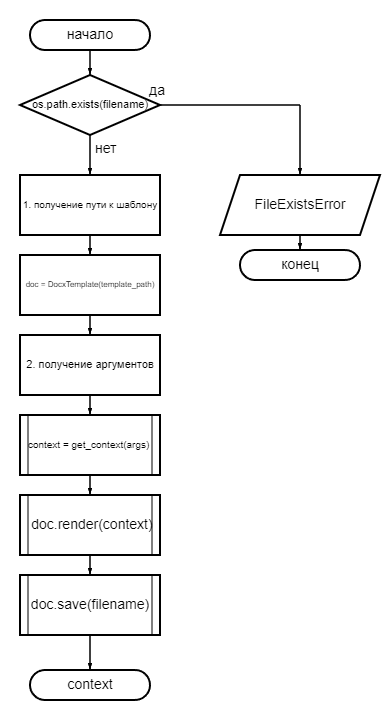 начало
os.path.exists(filename)
да
нет
1. получение пути к шаблону
FileExistsError
doc = DocxTemplate(template_path)
конец
2. получение аргументов
context = get_context(args)
doc.render(context)
doc.save(filename)
context